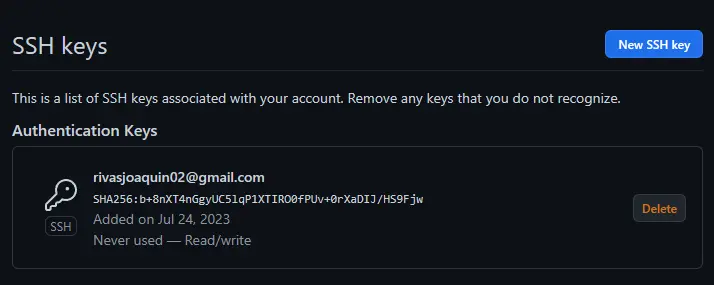 SSH keys
New SSH key
This is a list of SSH keys associated with your account. Remove any keys that you do not recognize.
Authentication Keys
rivasjoaquin02@gmail.com
SHA256:b+8nXT4nGgyUC5lqP1XTIRO0fPUv+0rXaDIJ/HS9Fjw
SSH
Added on Jul 24, 2023
Never used — Read/write
Delete